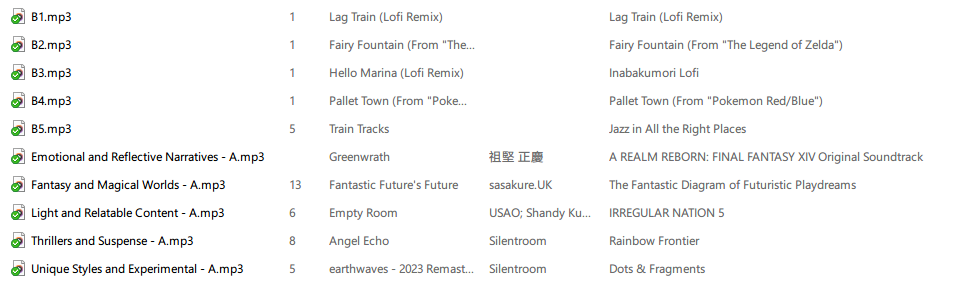 B1.mp3 1 Lag Train (Lofi Remix) Lag Train (Lofi Remix)
B2.mp3 1 Fairy Fountain (From "The... Fairy Fountain (From "The Legend of Zelda")
B3.mp3 1 Hello Marina (Lofi Remix) Inabakumori Lofi
B4.mp3 1 Pallet Town (From "Poke... Pallet Town (From "Pokemon Red/Blue")
B5.mp3 5 Train Tracks Jazz in All the Right Places
Emotional and Reflective Narratives - A.mp3 Greenwrath 祖堅 正慶 A REALM REBORN: FINAL FANTASY XIV Original Soundtrack
Fantasy and Magical Worlds - A.mp3 13 Fantastic Future's Future sasakure.UK The Fantastic Diagram of Futuristic Playdreams
Light and Relatable Content - A.mp3 6 Empty Room USAO; Shandy Ku... IRREGULAR NATION 5
Thrillers and Suspense - A.mp3 8 Angel Echo Silentroom Rainbow Frontier
Unique Styles and Experimental - A.mp3 5 earthwaves - 2023 Remast... Silentroom Dots & Fragments